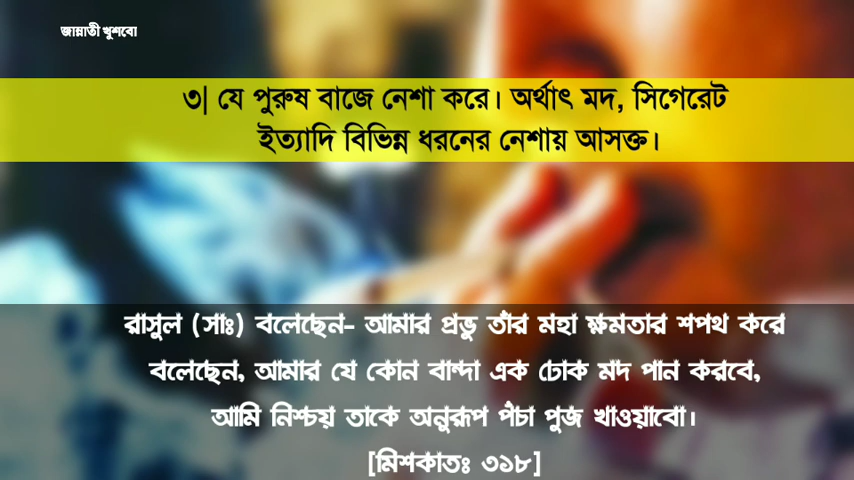 জান্নাতী খুশবো
৩| যে পুরুষ বাজে নেশা করে। অর্থাৎ মদ, সিগেরেট
ইত্যাদি বিভিন্ন ধরনের নেশায় আসক্ত।
রাসুল (সাঃ) বলেছেন- আমার প্রভু তাঁর মহা ক্ষমতার শপথ করে
বলেছেন, আমার যে কোন বান্দা এক ঢোক মদ পান করবে,
আমি নিশ্চয় তাকে অনুরূপ পঁচা পুজ খাওয়াবো।
[মিশকাতঃ ৩১৮]